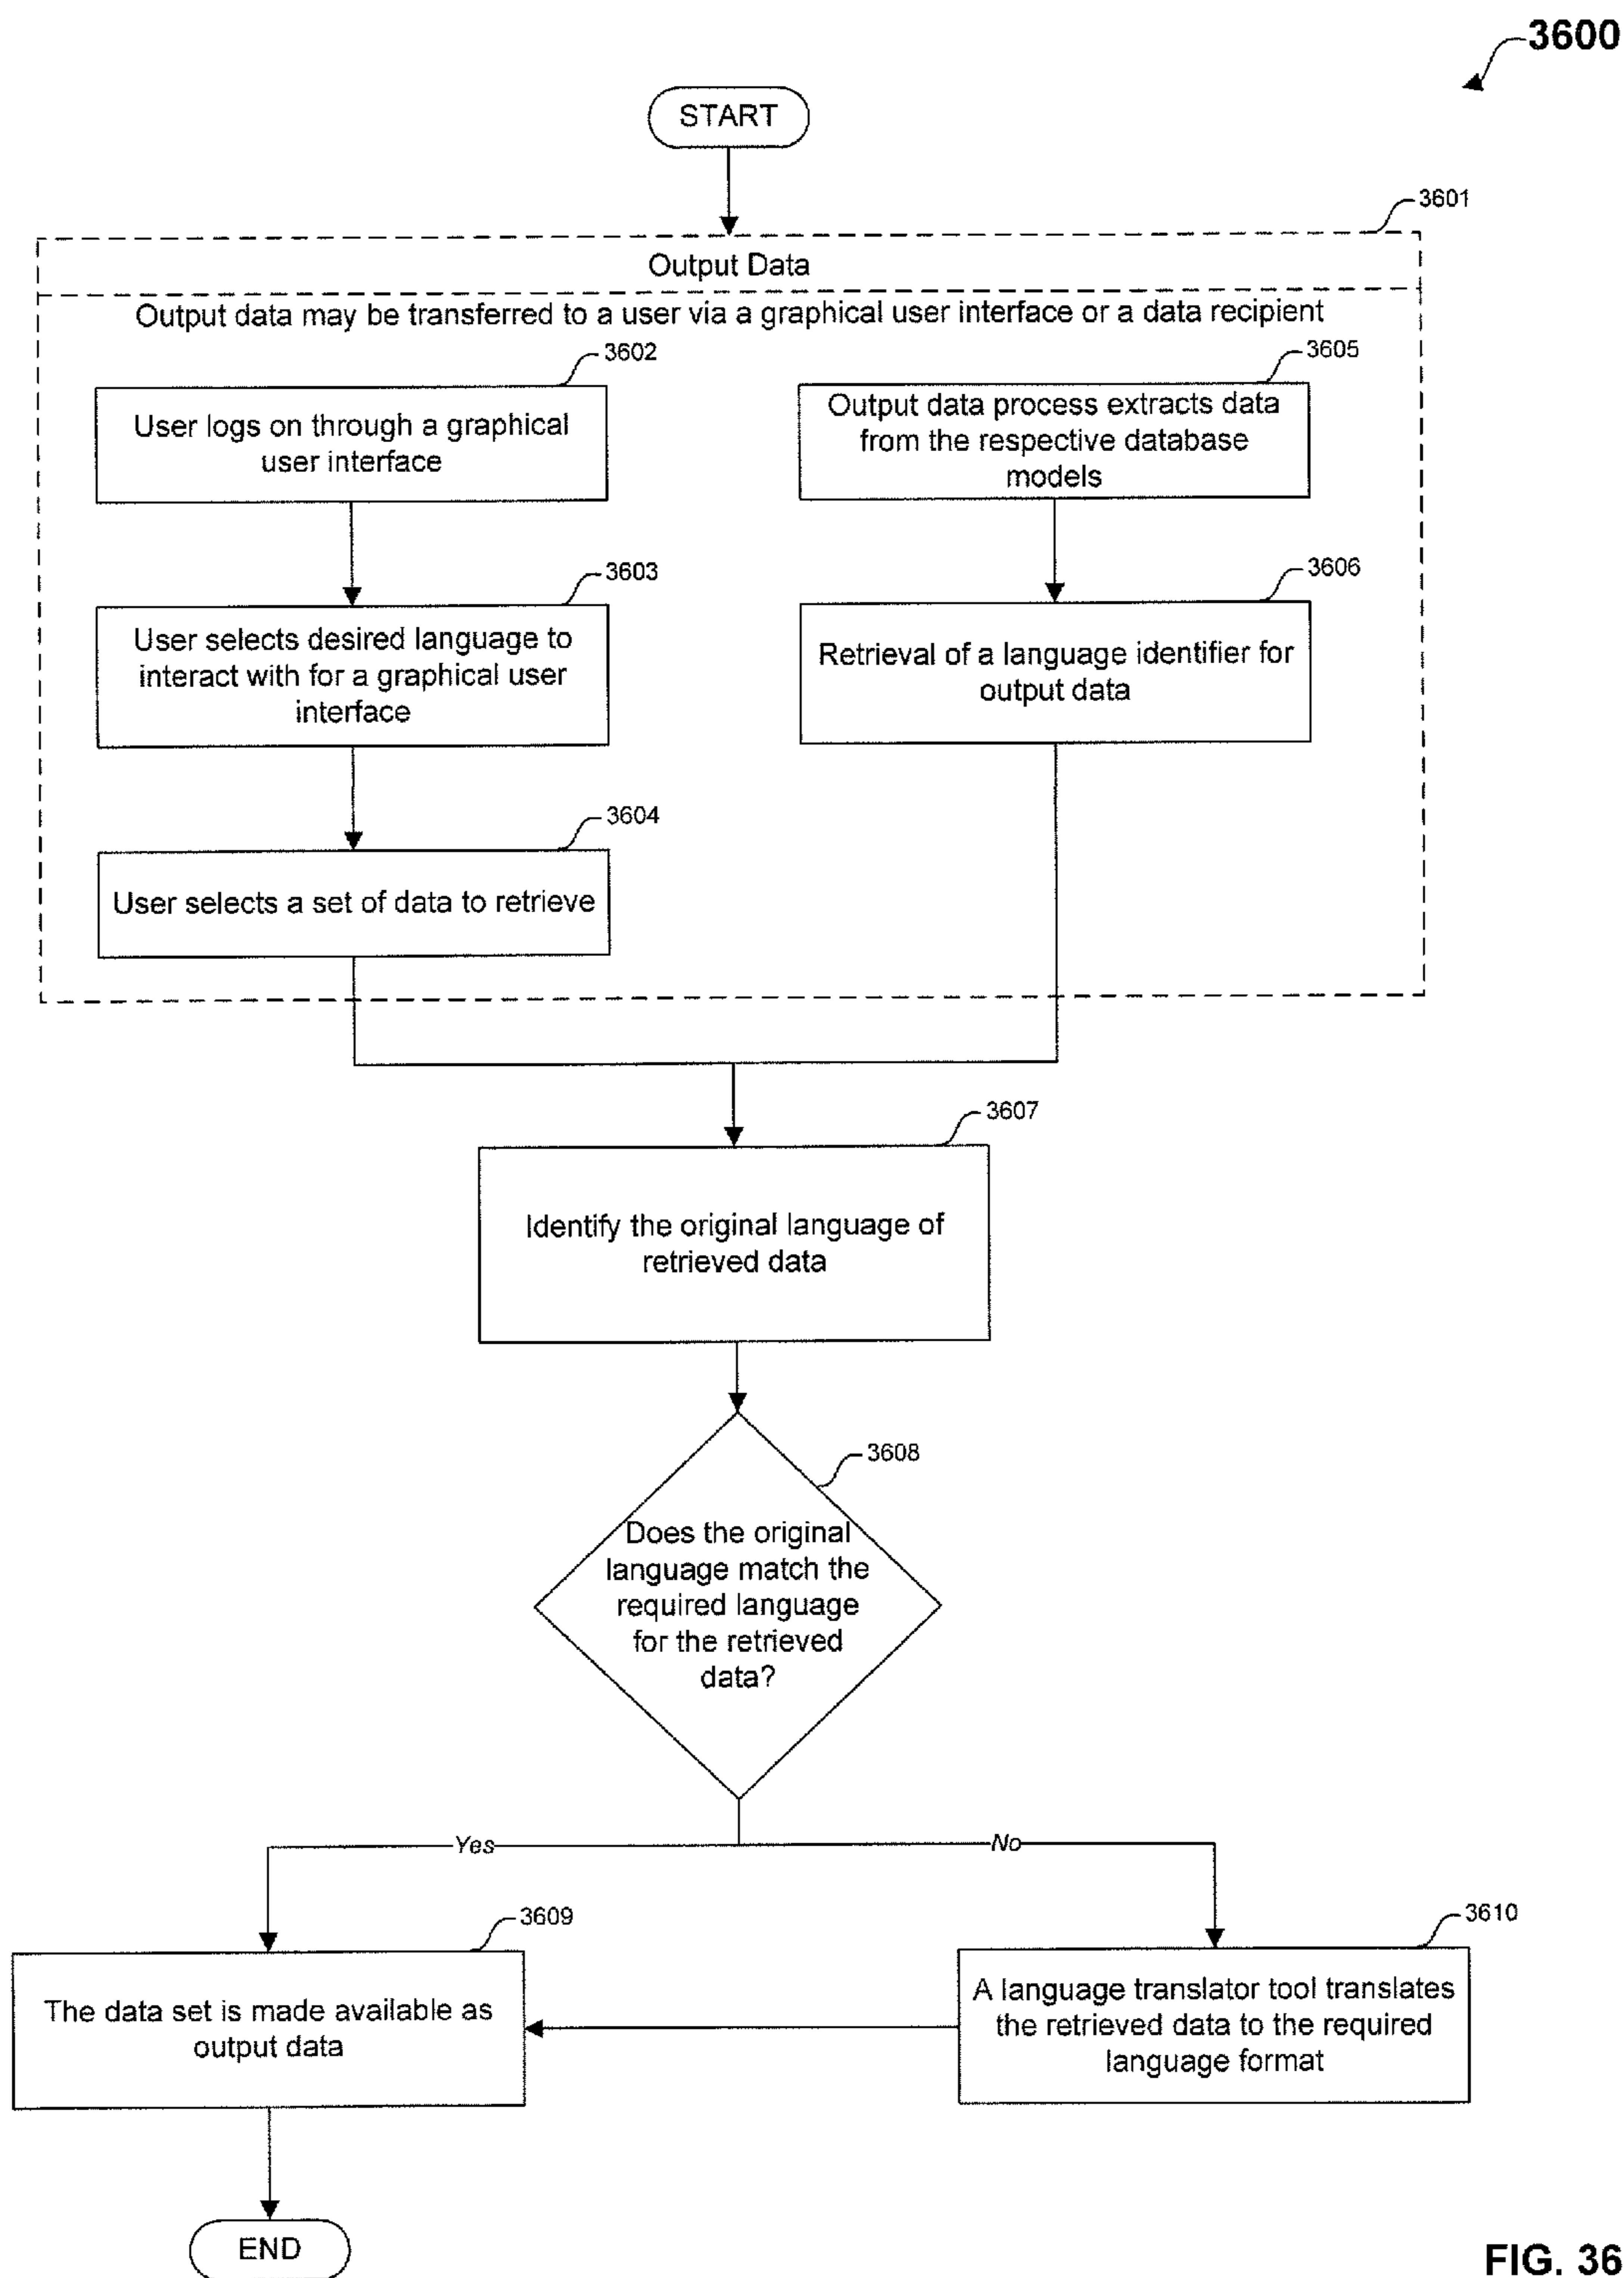 3600
START
3601
Output Data
Output data may be transferred to a user via a graphical user interface or a data recipient
3602
User logs on through a graphical
user interface
3603
User selects desired language to
interact with for a graphical user
interface
3604
User selects a set of data to retrieve
3605
Output data process extracts data
from the respective database
models
3606
Retrieval of a language identifier for
output data
3607
Identify the original language of
retrieved data
3608
Does the original
language match the
required language
for the retrieved
data?
Yes
No
3609
The data set is made available as
output data
3610
A language translator tool translates
the retrieved data to the required
language format
END
FIG. 36